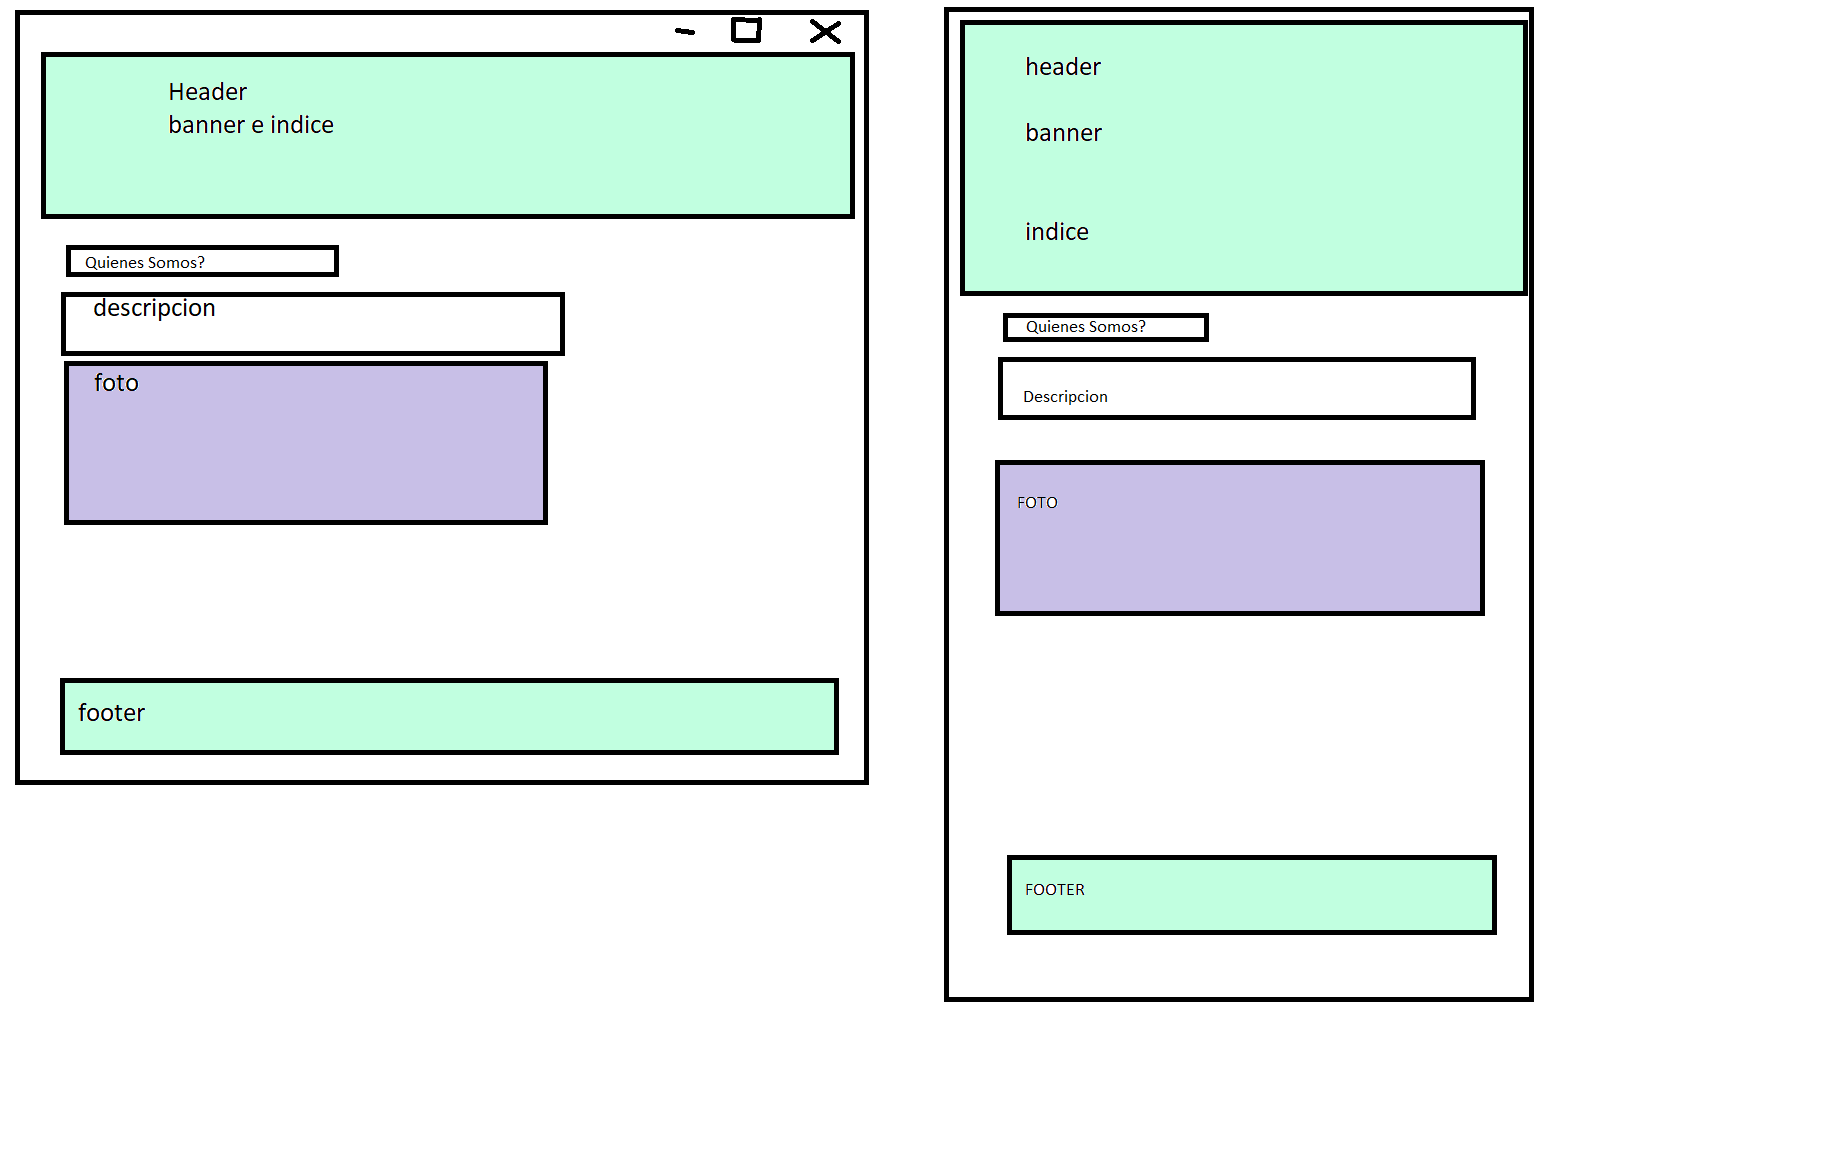 Header
banner e indice
Quienes Somos?
descripcion
foto
footer
header
banner
indice
Quienes Somos?
Descripcion
FOTO
FOOTER